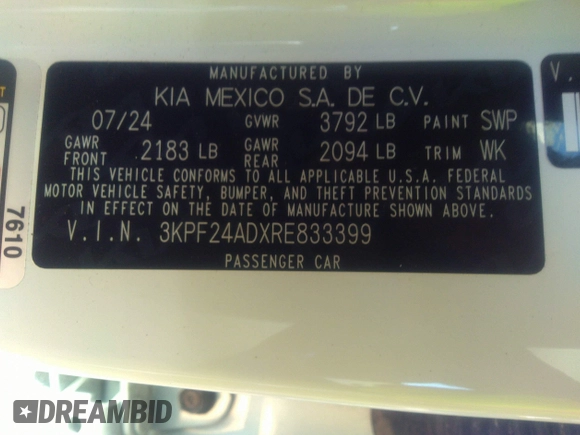 MANUFACTURED BY
KIA MEXICO S.A. DE C.V.
07/24 GVWR 3792 LB PAINT SWP
GAWR FRONT 2183 LB GAWR REAR 2094 LB TRIM WK
THIS VEHICLE CONFORMS TO ALL APPLICABLE U.S.A. FEDERAL
MOTOR VEHICLE SAFETY, BUMPER, AND THEFT PREVENTION STANDARDS
IN EFFECT ON THE DATE OF MANUFACTURE SHOWN ABOVE.
V.I.N. 3KPF24ADXRE833399
PASSENGER CAR
7610
DREAMBID